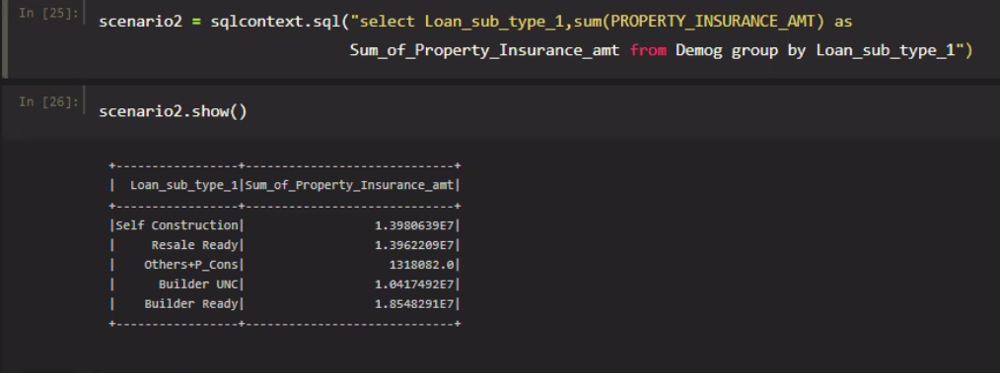 In [25]: scenario2 = sqlcontext.sql("select Loan_sub_type_1,sum(PROPERTY_INSURANCE_AMT) as
Sum_of_Property_Insurance_amt from Demog group by Loan_sub_type_1")
In [26]: scenario2.show()
+-----------------+-----------------------------+
|  Loan_sub_type_1|Sum_of_Property_Insurance_amt|
+-----------------+-----------------------------+
|Self Construction|                  1.3980639E7|
|     Resale Ready|                  1.3962209E7|
|    Others+P_Cons|                    1318082.0|
|      Builder UNC|                  1.0417492E7|
|    Builder Ready|                  1.8548291E7|
+-----------------+-----------------------------+